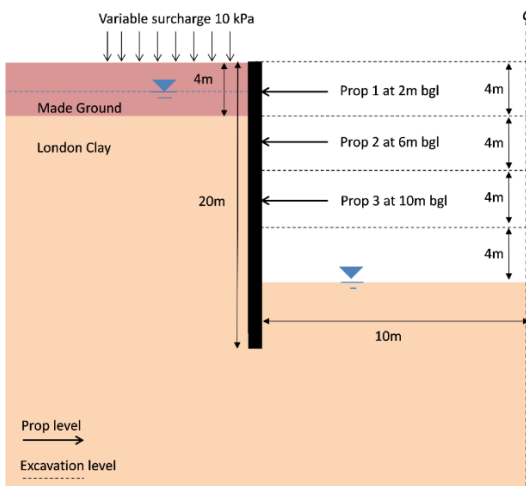 Variable surcharge 10 kPa
4m
Made Ground
Prop 1 at 2m bgl
4m
London Clay
Prop 2 at 6m bgl
4m
20m
Prop 3 at 10m bgl
4m
4m
10m
Prop level
Excavation level